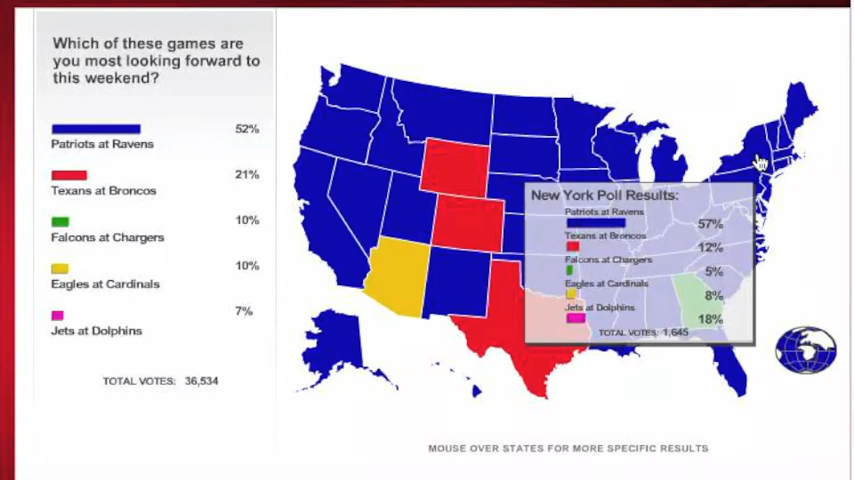 Which of these games are
you most looking forward to
this weekend?
52%
Patriots at Ravens
21%
Texans at Broncos
10%
Falcons at Chargers
10%
Eagles at Cardinals
7%
Jets at Dolphins
TOTAL VOTES: 36,534
New York Poll Results:
Patriots at Ravens
57%
Texans at Broncos
12%
Falcons at Chargers
5%
Eagles at Cardinals
8%
Jets at Dolphins
18%
TOTAL VOTES: 1,645
MOUSE OVER STATES FOR MORE SPECIFIC RESULTS